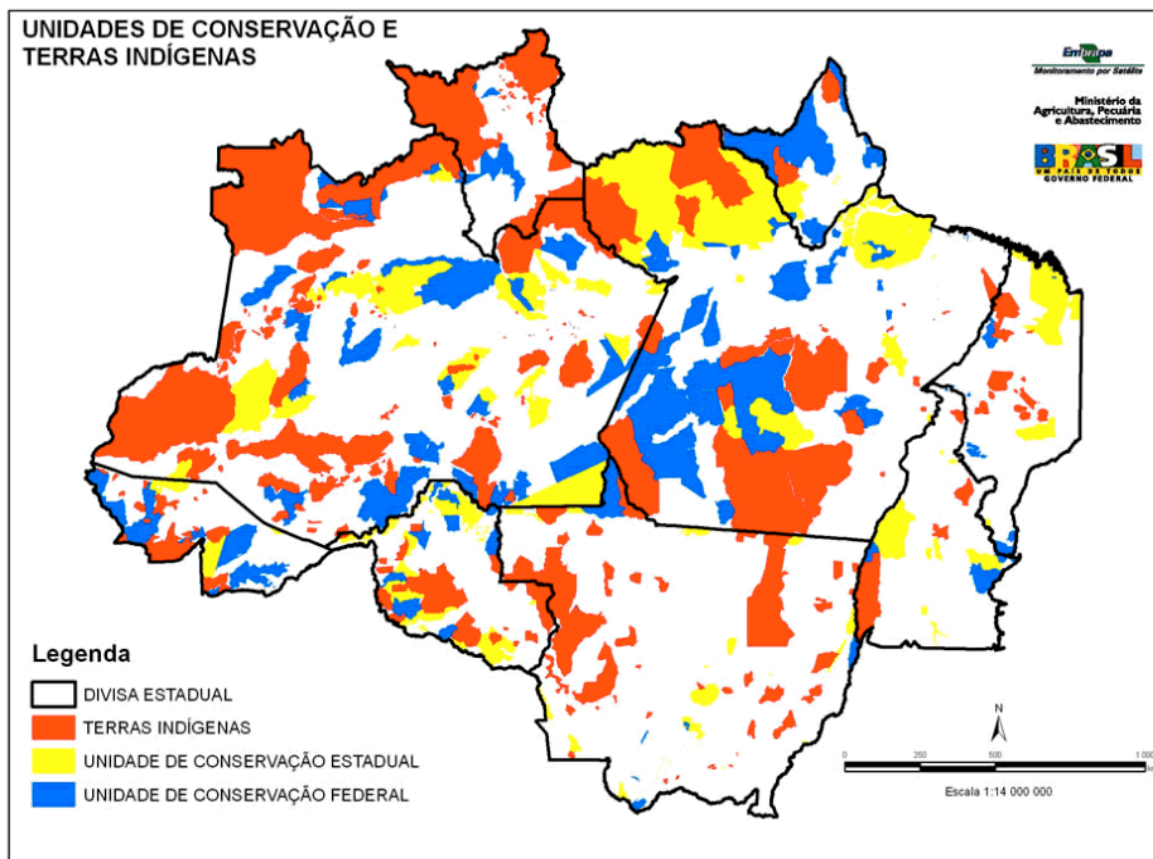 UNIDADES DE CONSERVAÇÃO E
TERRAS INDÍGENAS
Embrapa
Monitoramento por Satélite
Ministério da
Agricultura, Pecuária
e Abastecimento
BRASIL
UM PAÍS DE TODOS
GOVERNO FEDERAL
Legenda
DIVISA ESTADUAL
TERRAS INDÍGENAS
UNIDADE DE CONSERVAÇÃO ESTADUAL
UNIDADE DE CONSERVAÇÃO FEDERAL
N
0 250 500 1 000
Escala 1:14 000 000